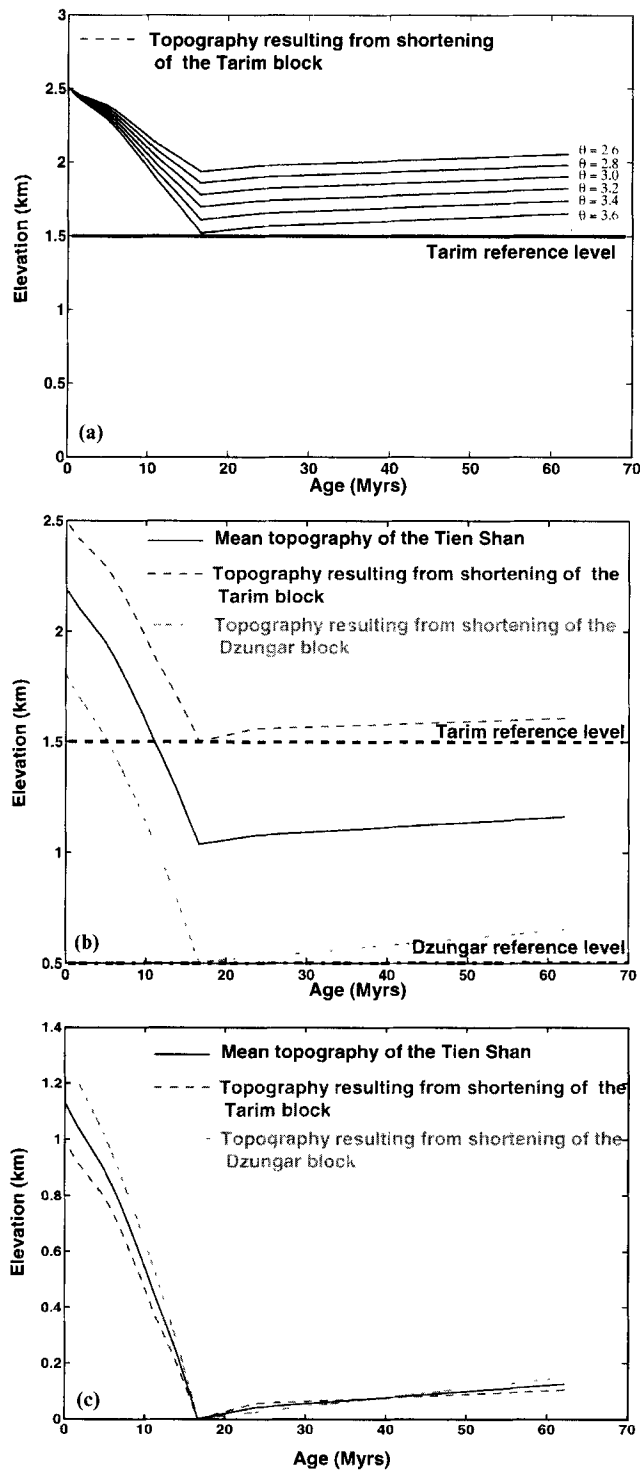 3
Topography resulting from shortening
of the Tarim block
2.5
2
1.5
1
0.5
0
θ = 2.6
θ = 2.8
θ = 3.0
θ = 3.2
θ = 3.4
θ = 3.6
Tarim reference level
Elevation (km)
(a)
0 10 20 30 40 50 60 70
Age (Myrs)
2.5
Mean topography of the Tien Shan
Topography resulting from shortening of the
Tarim block
Topography resulting from shortening of the
Dzungar block
2
1.5
1
0.5
Tarim reference level
Elevation (km)
(b)
Dzungar reference level
0 10 20 30 40 50 60 70
Age (Myrs)
1.4
Mean topography of the Tien Shan
Topography resulting from shortening of the
Tarim block
Topography resulting from shortening of the
Dzungar block
1.2
1
0.8
0.6
0.4
0.2
0
Elevation (km)
(c)
0 10 20 30 40 50 60 70
Age (Myrs)